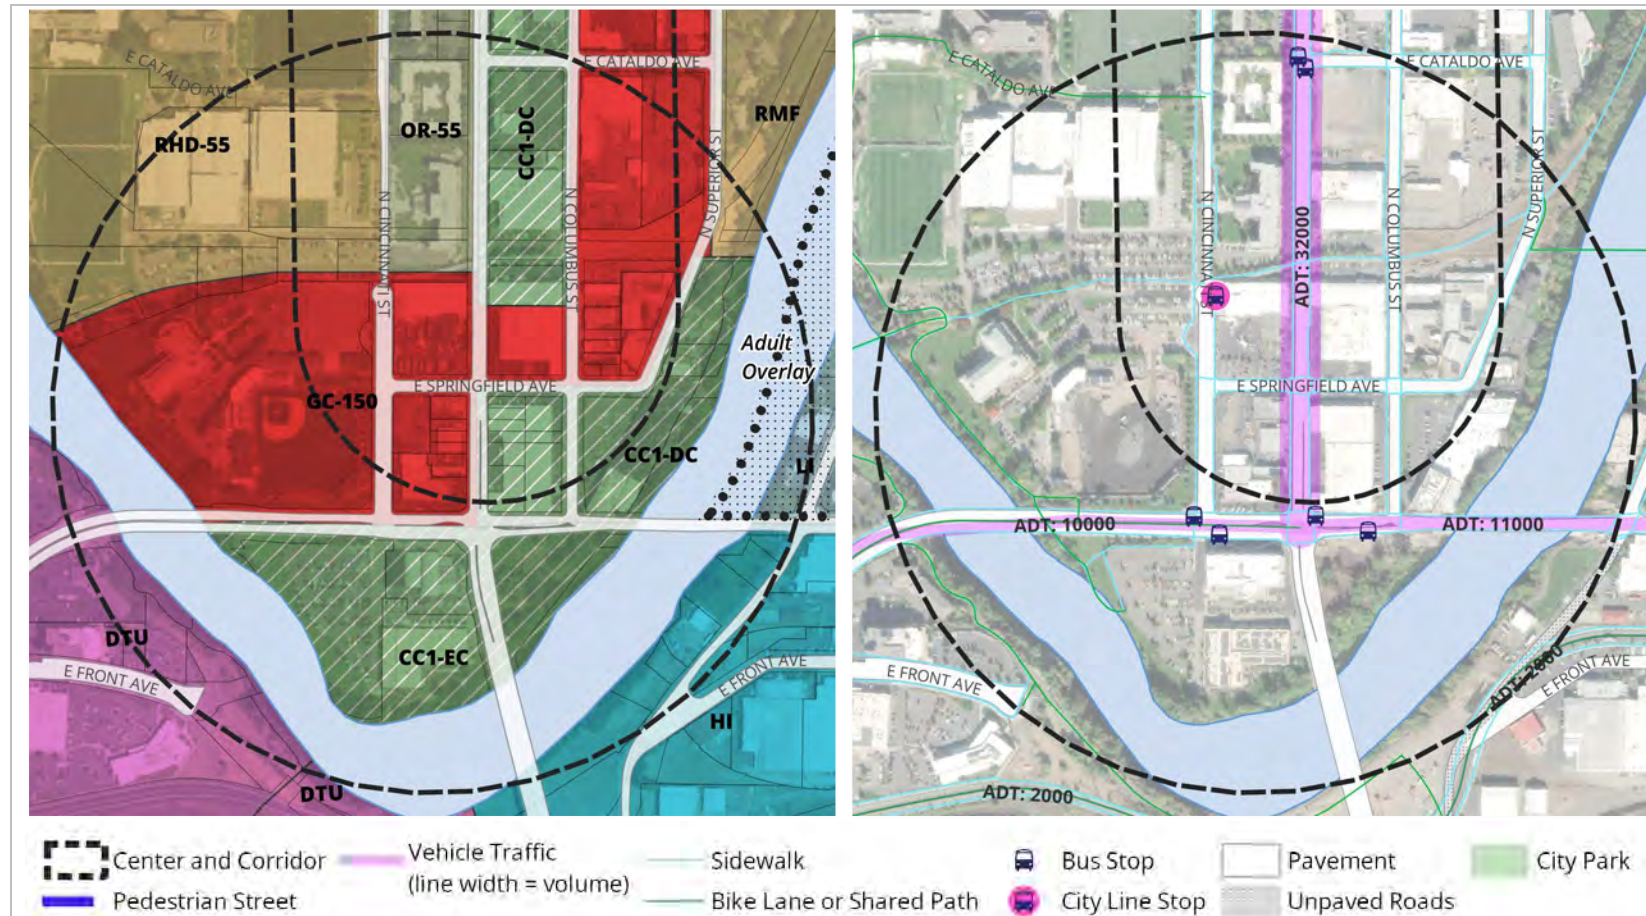 E CATALDO AVE
E CATALDO AVE
RHD-55
OR-55
CC1-DC
RMF
N SUPERIOR ST
N CINCINNATI ST
N COLUMBUS ST
Adult
Overlay
E SPRINGFIELD AVE
GC-150
CC1-DC
LI
DTU
CC1-EC
E FRONT AVE
E FRONT AVE
HI
DTU
E CATALDO AVE
E CATALDO AVE
N SUPERIOR ST
N CINCINNATI ST
ADT: 32000
N COLUMBUS ST
E SPRINGFIELD AVE
ADT: 10000
ADT: 11000
E FRONT AVE
ADT: 2000
E FRONT AVE
ADT: 2000
Center and Corridor
Pedestrian Street
Vehicle Traffic
(line width = volume)
Sidewalk
Bike Lane or Shared Path
Bus Stop
City Line Stop
Pavement
Unpaved Roads
City Park